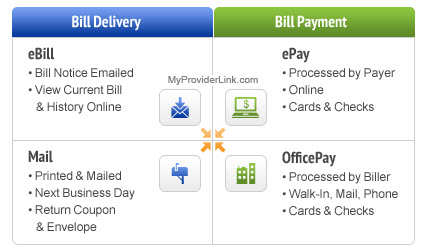 Bill Delivery
Bill Payment
eBill
• Bill Notice Emailed
• View Current Bill
& History Online
ePay
• Processed by Payer
• Online
• Cards & Checks
MyProviderLink.com
$
Mail
• Printed & Mailed
• Next Business Day
• Return Coupon
& Envelope
OfficePay
• Processed by Biller
• Walk-In, Mail, Phone
• Cards & Checks